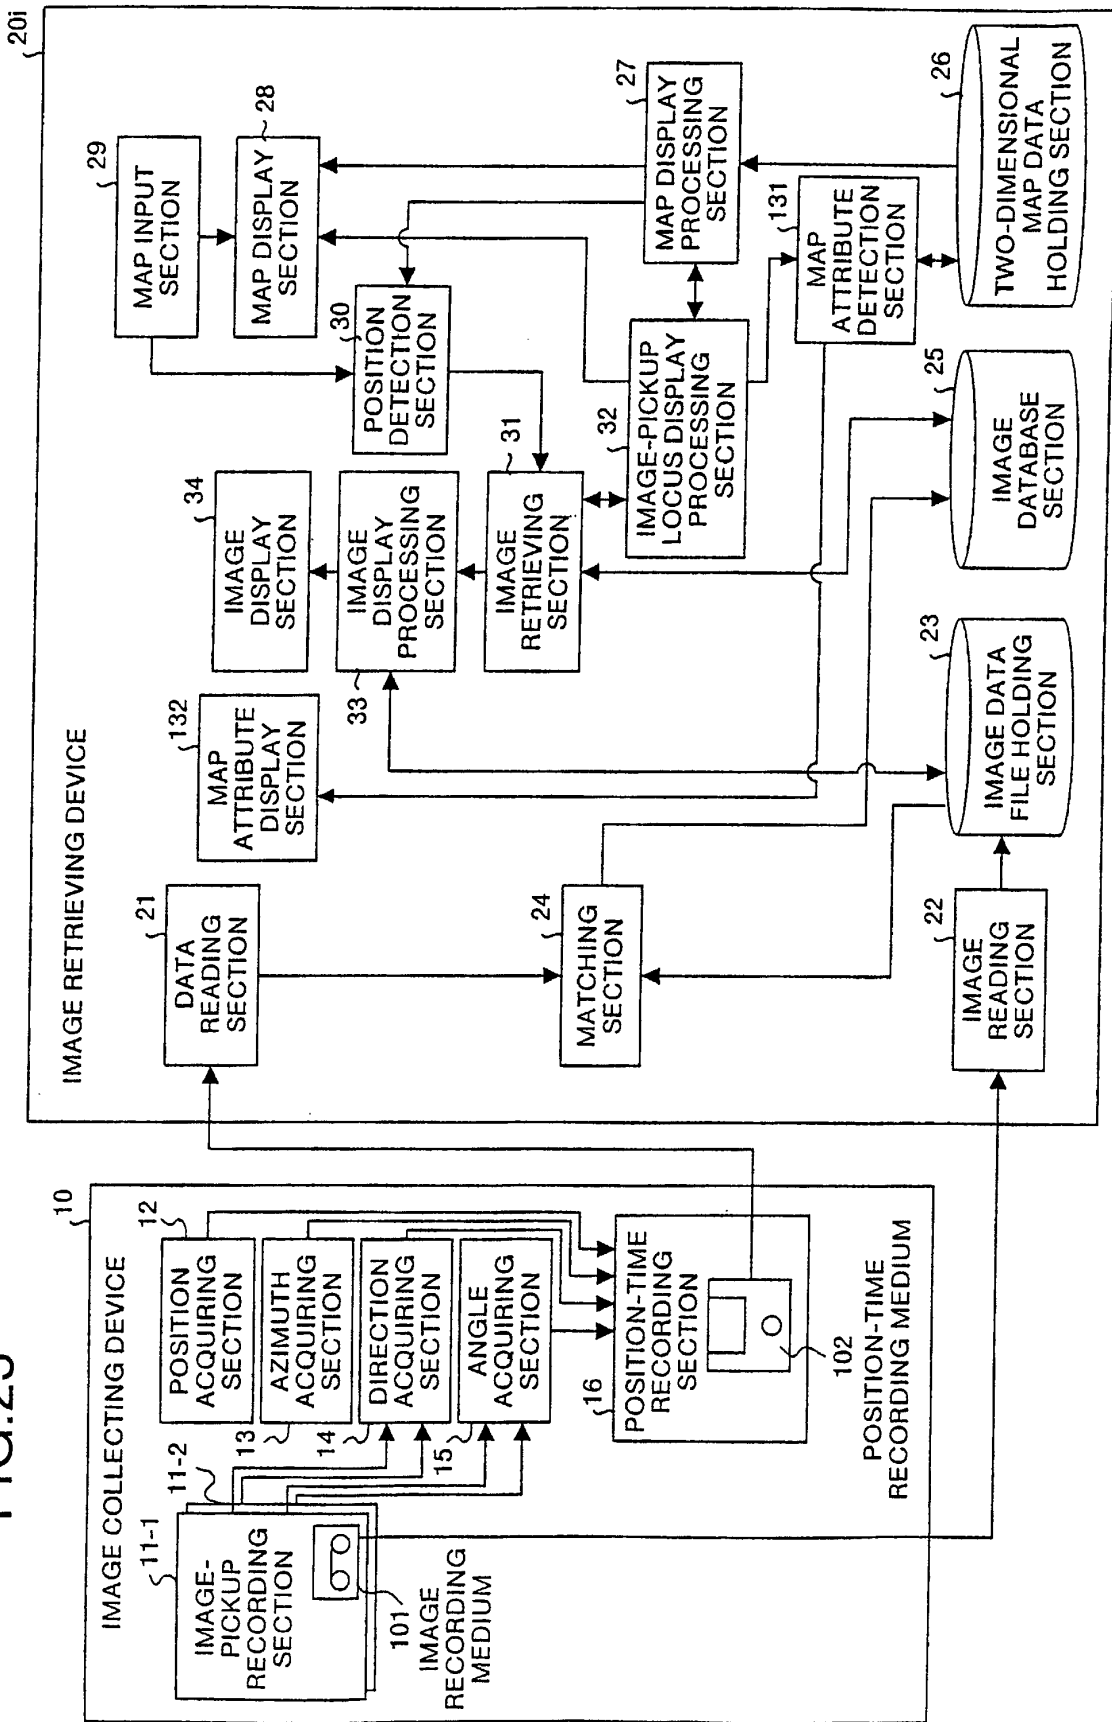 FIG.25
IMAGE COLLECTING DEVICE
10
11-1
11-2
IMAGE-
PICKUP
RECORDING
SECTION
101
IMAGE
RECORDING
MEDIUM
12
POSITION
ACQUIRING
SECTION
13
AZIMUTH
ACQUIRING
SECTION
14
DIRECTION
ACQUIRING
SECTION
15
ANGLE
ACQUIRING
SECTION
16
POSITION-TIME
RECORDING
SECTION
102
POSITION-TIME
RECORDING MEDIUM
20i
IMAGE RETRIEVING DEVICE
21
DATA
READING
SECTION
24
MATCHING
SECTION
22
IMAGE
READING
SECTION
132
MAP
ATTRIBUTE
DISPLAY
SECTION
23
IMAGE DATA
FILE HOLDING
SECTION
34
IMAGE
DISPLAY
SECTION
33
IMAGE
DISPLAY
PROCESSING
SECTION
31
IMAGE
RETRIEVING
SECTION
25
IMAGE
DATABASE
SECTION
30
POSITION
DETECTION
SECTION
32
IMAGE-PICKUP
LOCUS DISPLAY
PROCESSING
SECTION
29
MAP INPUT
SECTION
28
MAP DISPLAY
SECTION
27
MAP DISPLAY
PROCESSING
SECTION
131
MAP
ATTRIBUTE
DETECTION
SECTION
26
TWO-DIMENSIONAL
MAP DATA
HOLDING SECTION